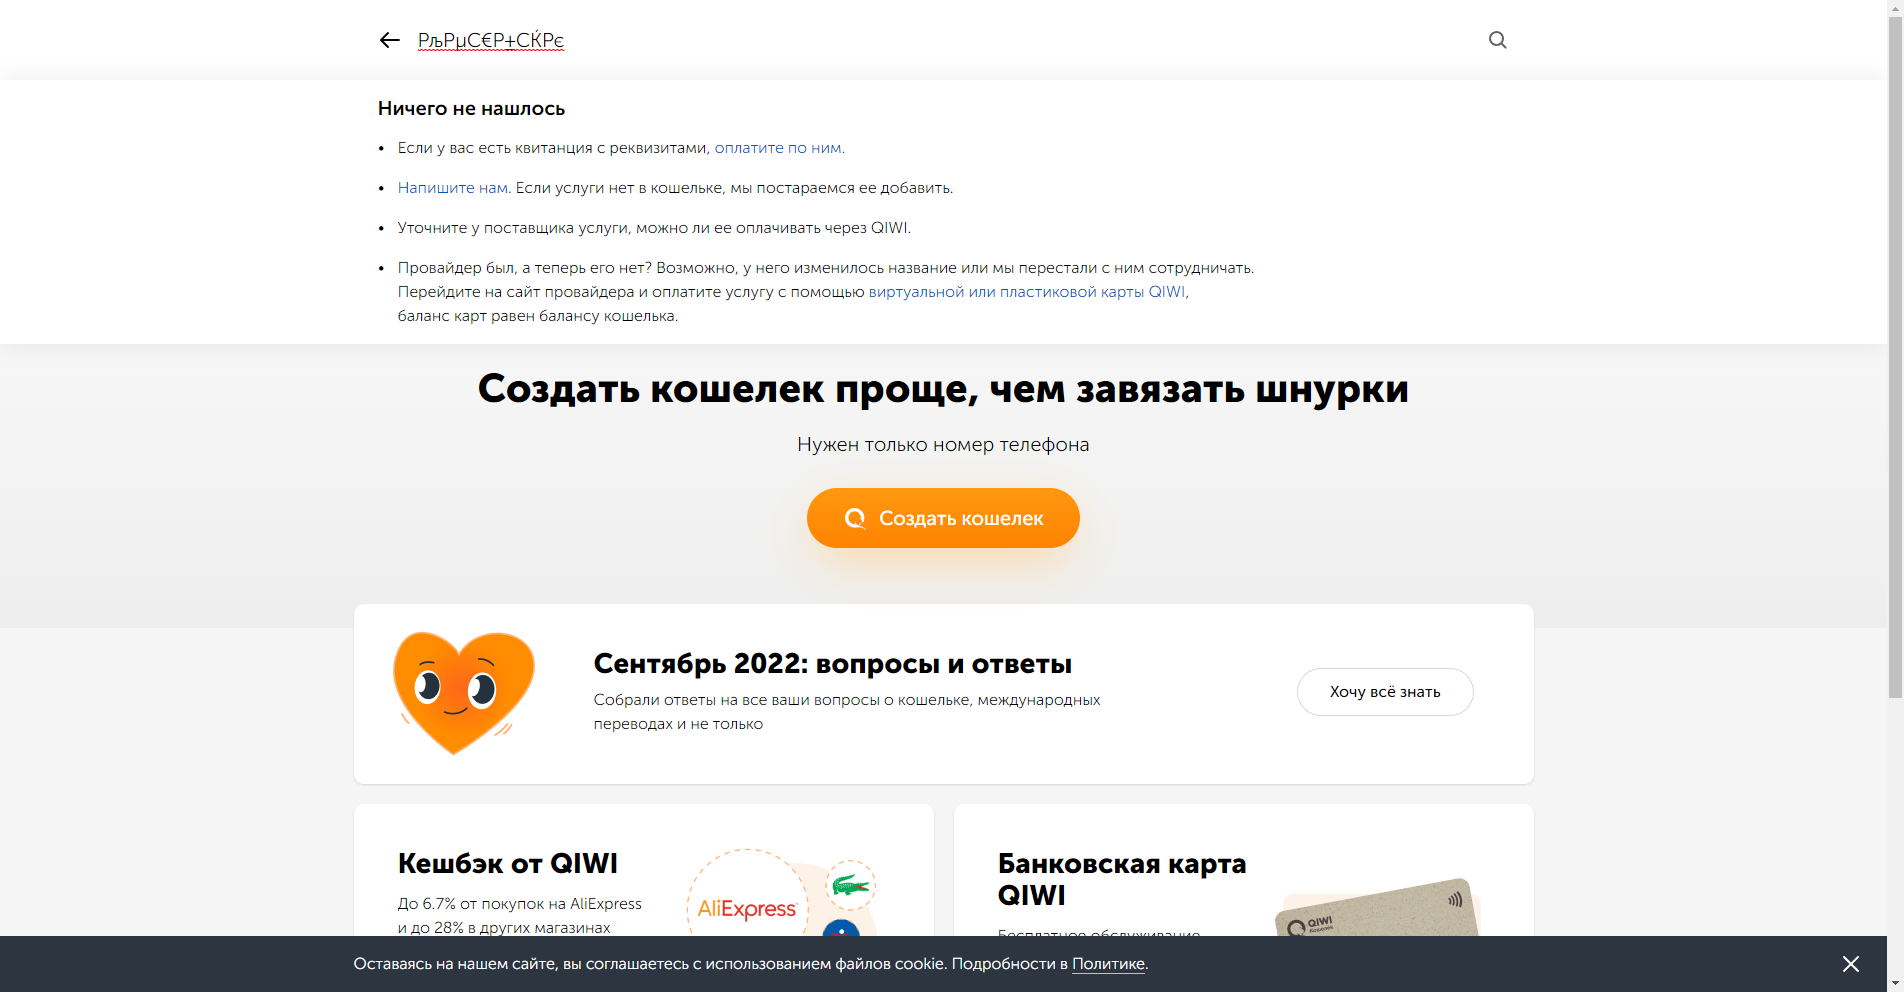 РљРµС€Р±СЌРє
Ничего не нашлось
• Если у вас есть квитанция с реквизитами, оплатите по ним.
• Напишите нам. Если услуги нет в кошельке, мы постараемся ее добавить.
• Уточните у поставщика услуги, можно ли ее оплачивать через QIWI.
• Провайдер был, а теперь его нет? Возможно, у него изменилось название или мы перестали с ним сотрудничать.
Перейдите на сайт провайдера и оплатите услугу с помощью виртуальной или пластиковой карты QIWI,
баланс карт равен балансу кошелька.
Создать кошелек проще, чем завязать шнурки
Нужен только номер телефона
Создать кошелек
Сентябрь 2022: вопросы и ответы
Собрали ответы на все ваши вопросы о кошельке, международных
переводах и не только
Хочу всё знать
Кешбэк от QIWI
До 6.7% от покупок на AliExpress
и до 28% в других магазинах
AliExpress
Банковская карта
QIWI
Бесплатное обслуживание
QIWI
Кошелек
Оставаясь на нашем сайте, вы соглашаетесь с использованием файлов cookie. Подробности в Политике.